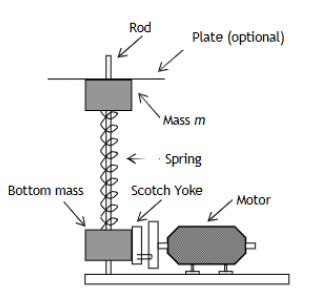 Rod
Plate (optional)
Mass m
Spring
Bottom mass
Scotch Yoke
Motor